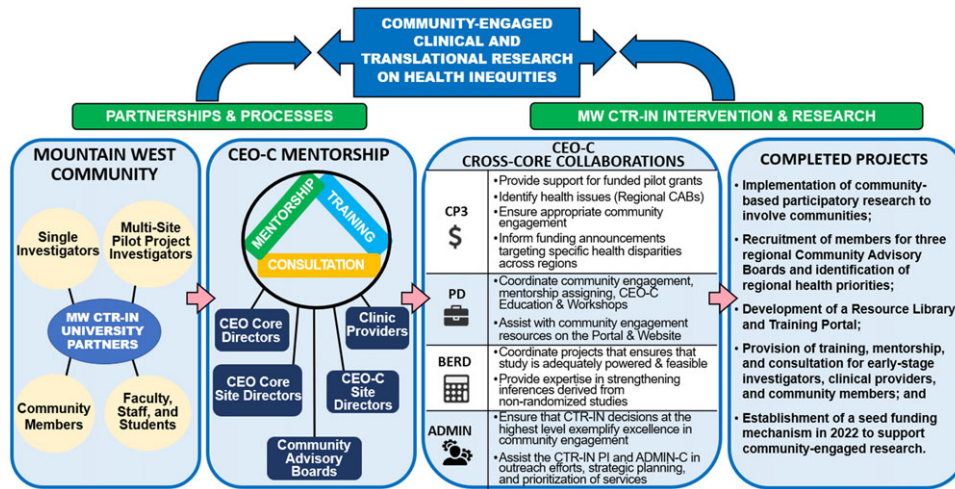 COMMUNITY-ENGAGED
CLINICAL AND
TRANSLATIONAL RESEARCH
ON HEALTH INEQUITIES
PARTNERSHIPS & PROCESSES
MW CTR-IN INTERVENTION & RESEARCH
MOUNTAIN WEST
COMMUNITY
Single
Investigators
Multi-Site
Pilot Project
Investigators
MW CTR-IN
UNIVERSITY
PARTNERS
Community
Members
Faculty,
Staff, and
Students
CEO-C MENTORSHIP
MENTORSHIP
TRAINING
CONSULTATION
CEO Core
Directors
Clinic
Providers
CEO Core
Site Directors
CEO-C
Site Directors
Community
Advisory
Boards
CEO-C
CROSS-CORE COLLABORATIONS
CP3
$
• Provide support for funded pilot grants
• Identify health issues (Regional CABs)
• Ensure appropriate community
engagement
• Inform funding announcements
targeting specific health disparities
across regions
PD
• Coordinate community engagement,
mentorship assigning, CEO-C
Education & Workshops
• Assist with community engagement
resources on the Portal & Website
BERD
• Coordinate projects that ensures that
study is adequately powered & feasible
• Provide expertise in strengthening
inferences derived from
non-randomized studies
ADMIN
• Ensure that CTR-IN decisions at the
highest level exemplify excellence in
community engagement
• Assist the CTR-IN PI and ADMIN-C in
outreach efforts, strategic planning,
and prioritization of services
COMPLETED PROJECTS
• Implementation of community-
based participatory research to
involve communities;
• Recruitment of members for three
regional Community Advisory
Boards and identification of
regional health priorities;
• Development of a Resource Library
and Training Portal;
• Provision of training, mentorship,
and consultation for early-stage
investigators, clinical providers,
and community members; and
• Establishment of a seed funding
mechanism in 2022 to support
community-engaged research.